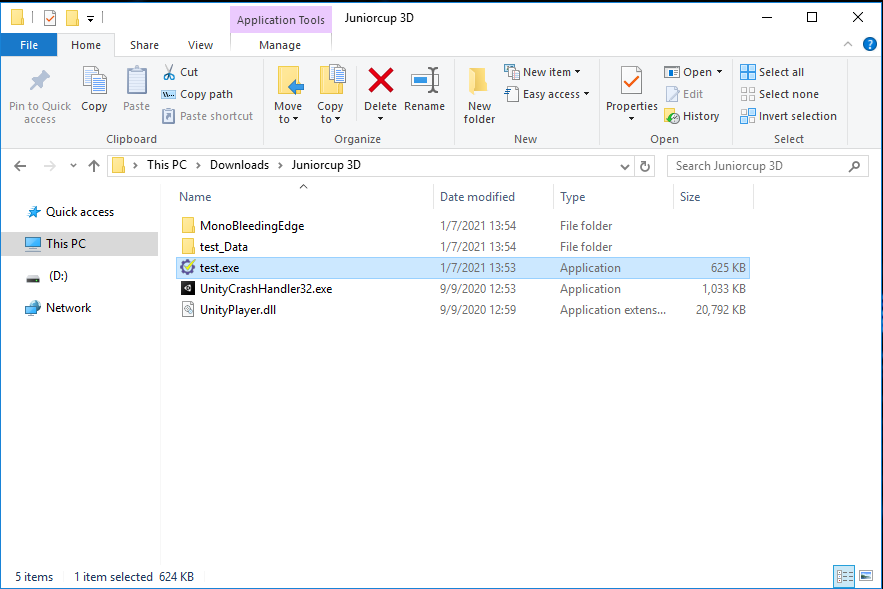 Application Tools
Juniorcup 3D
File
Home
Share
View
Manage
Pin to Quick access
Copy
Paste
Cut
Copy path
Paste shortcut
Clipboard
Move to
Copy to
Delete
Rename
Organize
New folder
New item
Easy access
New
Properties
Open
Edit
History
Open
Select all
Select none
Invert selection
Select
This PC > Downloads > Juniorcup 3D
Search Juniorcup 3D
Quick access
This PC
(D:)
Network
Name Date modified Type Size
MonoBleedingEdge 1/7/2021 13:54 File folder
test_Data 1/7/2021 13:54 File folder
test.exe 1/7/2021 13:53 Application 625 KB
UnityCrashHandler32.exe 9/9/2020 12:53 Application 1,033 KB
UnityPlayer.dll 9/9/2020 12:59 Application extens... 20,792 KB
5 items 1 item selected 624 KB